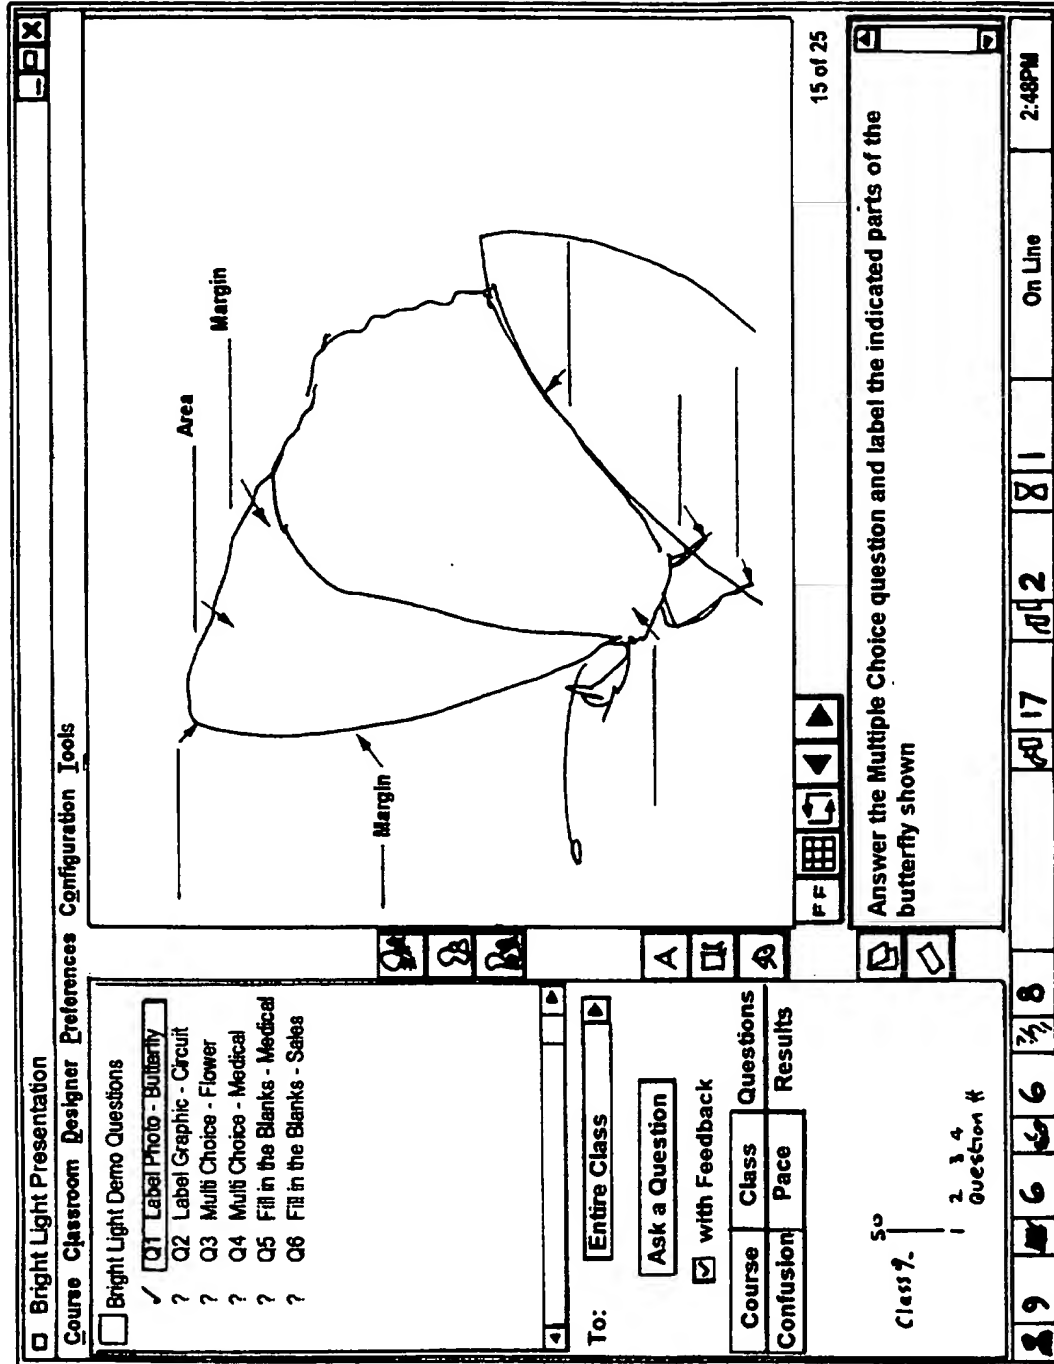 Bright Light Presentation
Course Classroom Designer Preferences Configuration Tools
Bright Light Demo Questions
✓ Q1 Label Photo - Butterfly
? Q2 Label Graphic - Circuit
? Q3 Multi Choice - Flower
? Q4 Multi Choice - Medical
? Q5 Fill in the Blanks - Medical
? Q6 Fill in the Blanks - Sales
To: Entire Class
Ask a Question
with Feedback
Course Class Questions
Confusion Pace Results
Class %
50
1 2 3 4
Question #
Area
Margin
Margin
A
FF
15 of 25
Answer the Multiple Choice question and label the indicated parts of the
butterfly shown
9 6 6 8 17 2 1 On Line 2:48PM